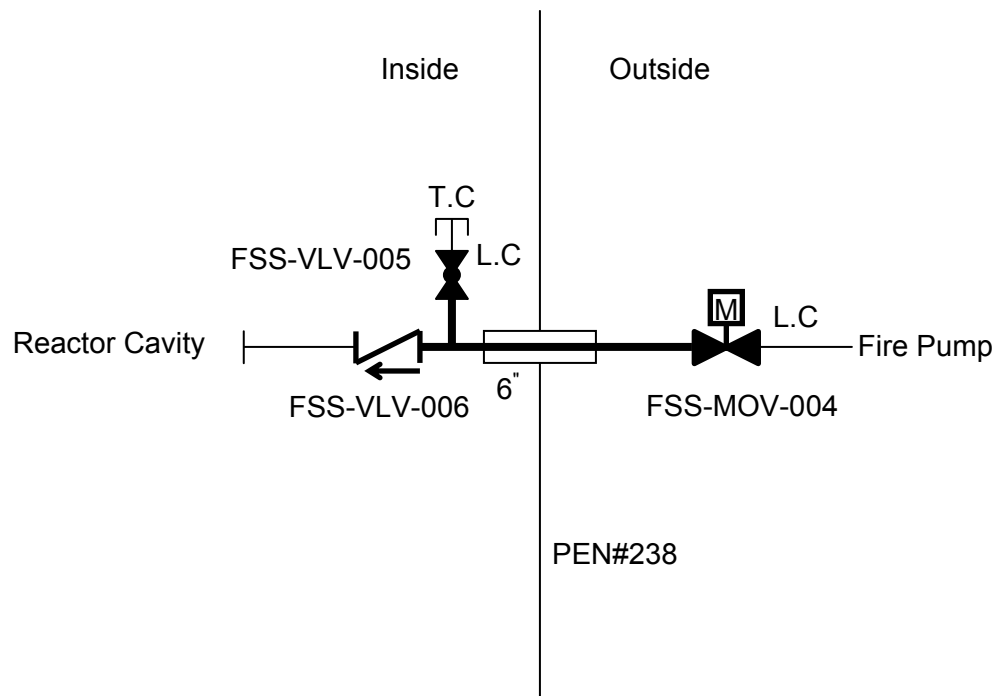 Inside
Outside
T.C
FSS-VLV-005
L.C
M
L.C
Reactor Cavity
Fire Pump
6"
FSS-VLV-006
FSS-MOV-004
PEN#238